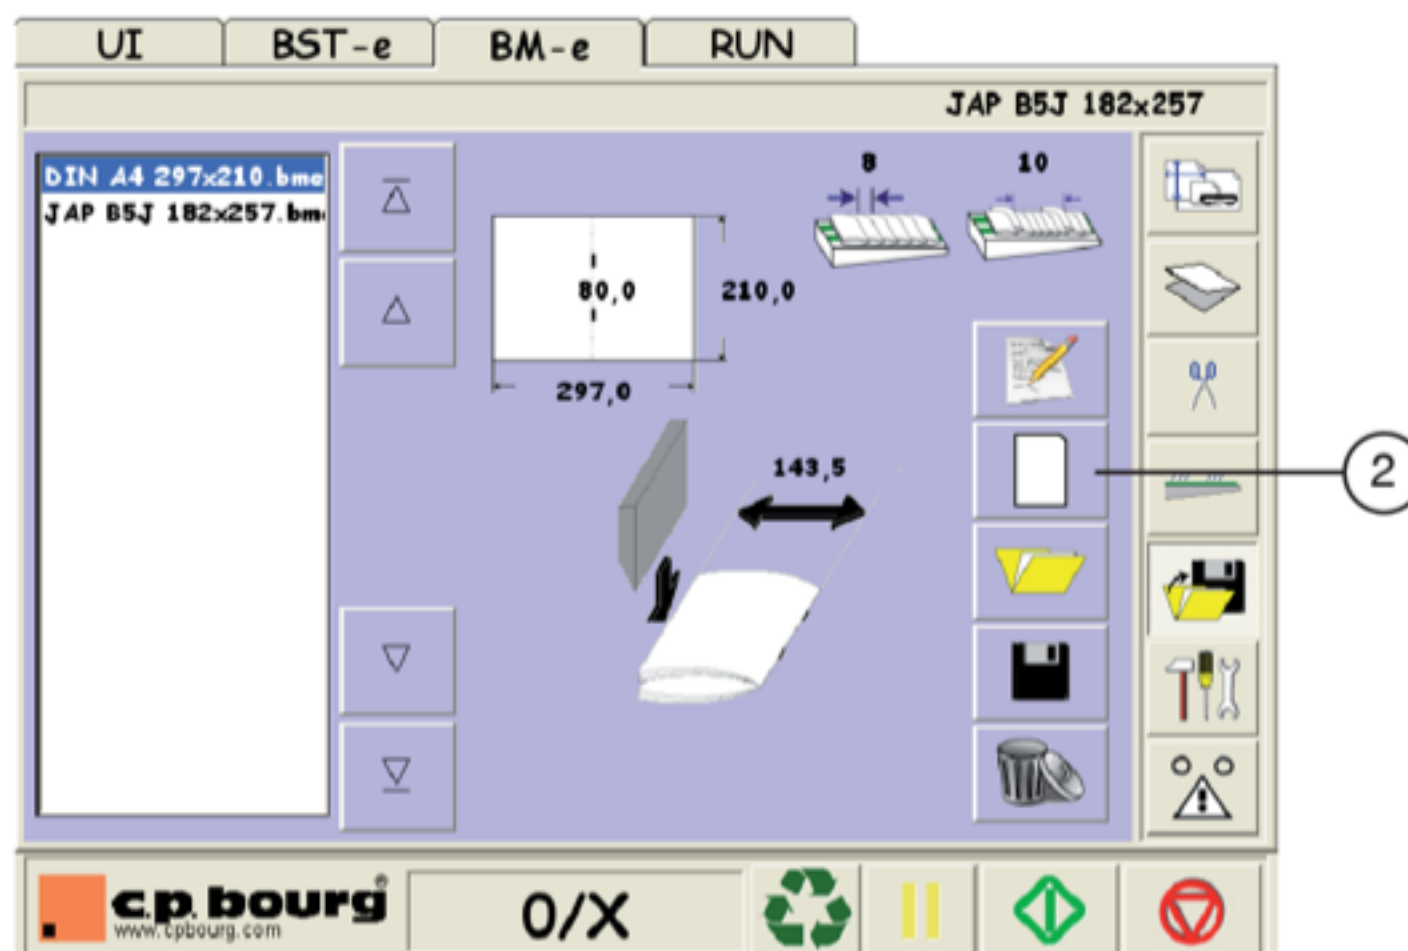 UI BST-e BM-e RUN
JAP B5J 182x257
DIN A4 297x210.bme
JAP B5J 182x257.bm
8 10
80,0
210,0
297,0
143,5
2
c.p. bourg®
www.cpbourg.com
0/X